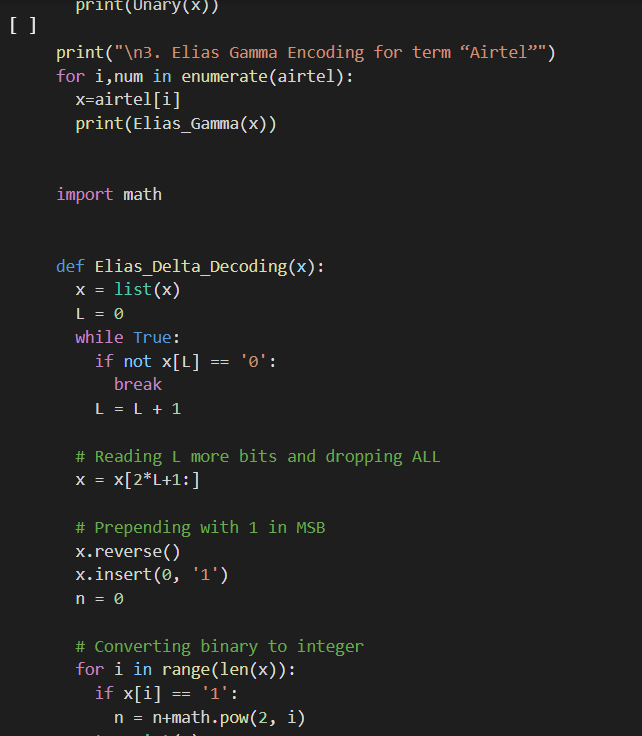 print(Unary(x))
[ ]
print("\n3. Elias Gamma Encoding for term “Airtel”")
for i,num in enumerate(airtel):
  x=airtel[i]
  print(Elias_Gamma(x))
import math
def Elias_Delta_Decoding(x):
  x = list(x)
  L = 0
  while True:
    if not x[L] == '0':
      break
    L = L + 1
  # Reading L more bits and dropping ALL
  x = x[2*L+1:]
  # Prepending with 1 in MSB
  x.reverse()
  x.insert(0, '1')
  n = 0
  # Converting binary to integer
  for i in range(len(x)):
    if x[i] == '1':
      n = n+math.pow(2, i)